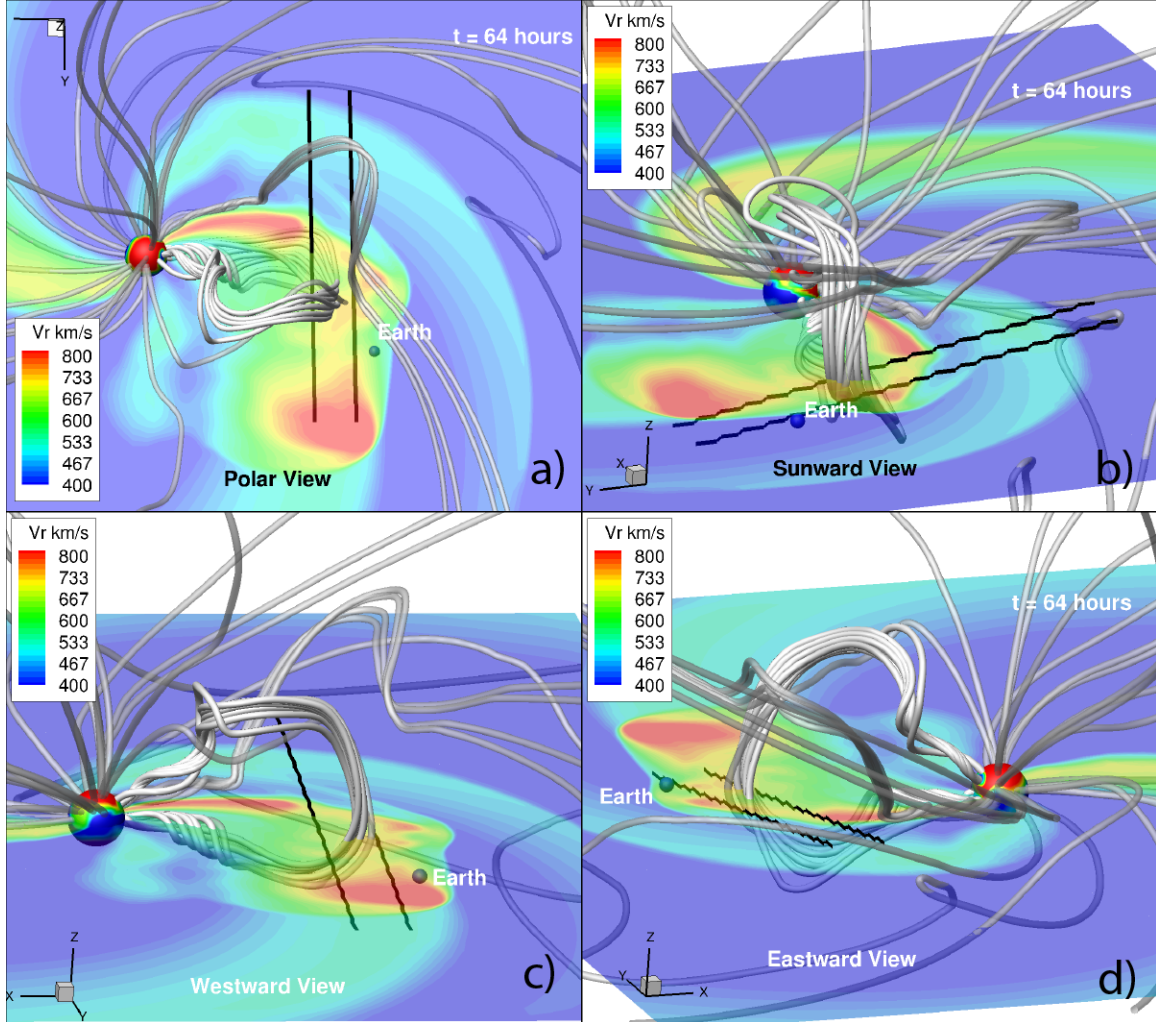 Z
Y
t = 64 hours
Vr km/s
800
733
667
600
533
467
400
Earth
Polar View
a)
Vr km/s
800
733
667
600
533
467
400
t = 64 hours
Earth
Z
X
Y
Sunward View
b)
Vr km/s
800
733
667
600
533
467
400
Earth
Z
X
Y
Westward View
c)
Vr km/s
800
733
667
600
533
467
400
t = 64 hours
Earth
Z
Y
X
Eastward View
d)